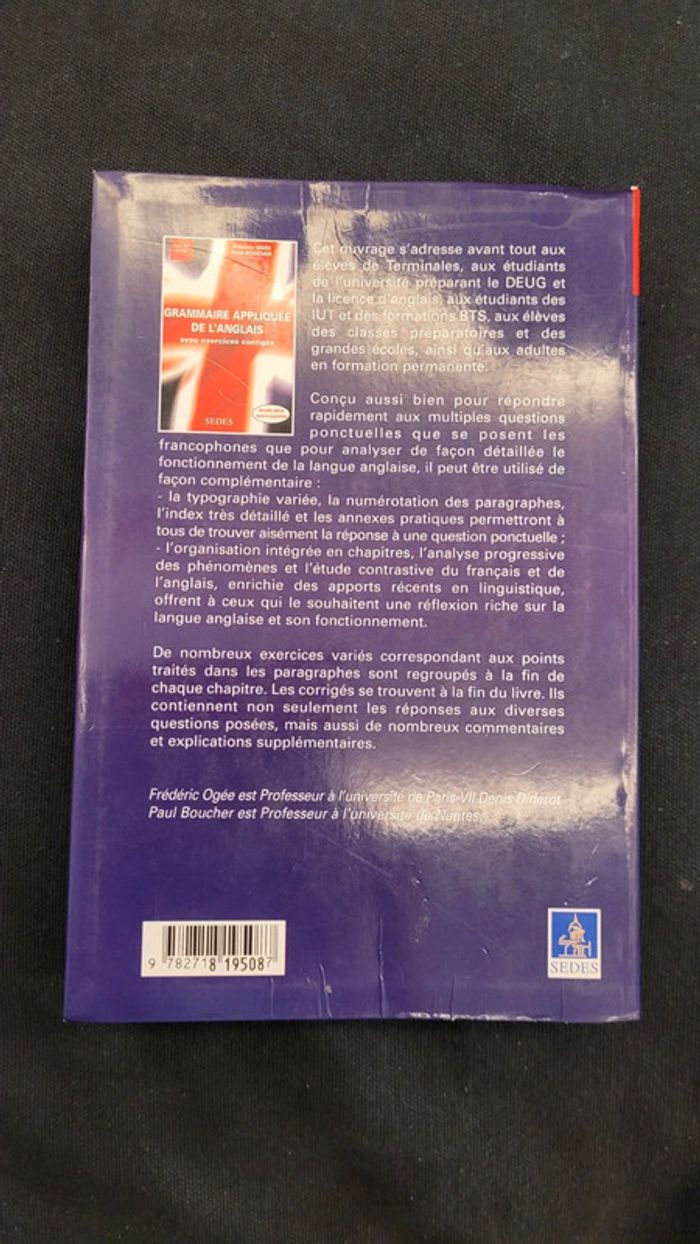 Cet ouvrage s'adresse avant tout aux
élèves de Terminales, aux étudiants
de l'université préparant le DEUG et
la licence d'anglais, aux étudiants des
IUT et des formations BTS, aux élèves
des classes préparatoires et des
grandes écoles, ainsi qu'aux adultes
en formation permanente.
GRAMMAIRE APPLIQUÉE
DE L'ANGLAIS
avec exercices corrigés
SEDES
Conçu aussi bien pour répondre
rapidement aux multiples questions
ponctuelles que se posent les
francophones que pour analyser de façon détaillée le
fonctionnement de la langue anglaise, il peut être utilisé de
façon complémentaire :
- la typographie variée, la numérotation des paragraphes,
l'index très détaillé et les annexes pratiques permettront à
tous de trouver aisément la réponse à une question ponctuelle ;
- l'organisation intégrée en chapitres, l'analyse progressive
des phénomènes et l'étude contrastive du français et de
l'anglais, enrichie des apports récents en linguistique,
offrent à ceux qui le souhaitent une réflexion riche sur la
langue anglaise et son fonctionnement.
De nombreux exercices variés correspondant aux points
traités dans les paragraphes sont regroupés à la fin de
chaque chapitre. Les corrigés se trouvent à la fin du livre. Ils
contiennent non seulement les réponses aux diverses
questions posées, mais aussi de nombreux commentaires
et explications supplémentaires.
Frédéric Ogée est Professeur à l'université de Paris-VII Denis Diderot
Paul Boucher est Professeur à l'université de Nantes
9 782718 195087
SEDES